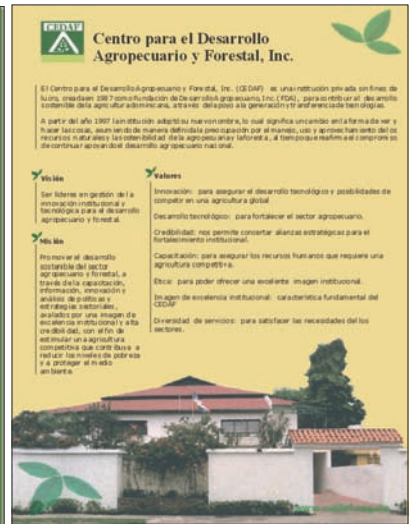 CEDAF
Centro para el Desarrollo
Agropecuario y Forestal, Inc.
El Centro para el Desarrollo Agropecuario y Forestal, Inc. (CEDAF) es una institución privada sin fines de
lucro, creada en 1987 como Fundación de Desarrollo Agropecuario, Inc. (FDA), para contribuir al desarrollo
sostenible de la agricultura dominicana, a través del apoyo a la generación y transferencia de tecnologías.
A partir del año 1997 la institución adoptó su nuevo nombre, lo cual significa un cambio en la forma de ver y
hacer las cosas, asumiendo de manera definida la preocupación por el manejo, uso y aprovechamiento de los
recursos naturales y la sostenibilidad de la agropecuaria y la foresta, al tiempo que reafirma el compromiso
de continuar apoyando el desarrollo agropecuario nacional.
Visión
Ser líderes en gestión de la
innovación institucional y
tecnológica para el desarrollo
agropecuario y forestal.
Misión
Promover el desarrollo
sostenible del sector
agropecuario y forestal, a
través de la capacitación,
información, innovación y
análisis de políticas y
estrategias sectoriales,
avalados por una imagen de
excelencia institucional y alta
credibilidad, con el fin de
estimular una agricultura
competitiva que contribuya a
reducir los niveles de pobreza
y a proteger el medio
ambiente.
Valores
Innovación: para asegurar el desarrollo tecnológico y posibilidades de
competir en una agricultura global
Desarrollo tecnológico: para fortalecer el sector agropecuario.
Credibilidad: nos permite concertar alianzas estratégicas para el
fortalecimiento institucional.
Capacitación: para asegurar los recursos humanos que requiere una
agricultura competitiva.
Etica: para poder ofrecer una excelente imagen institucional.
Imagen de excelencia institucional: característica fundamental del
CEDAF
Diversidad de servicios: para satisfacer las necesidades del los
sectores.